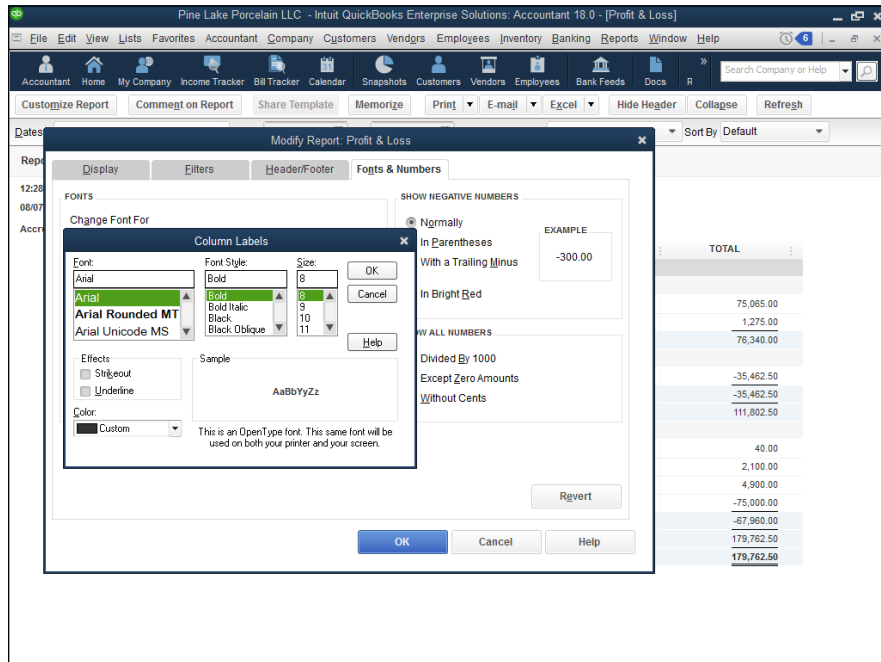 Pine Lake Porcelain LLC - Intuit QuickBooks Enterprise Solutions: Accountant 18.0 - [Profit & Loss]
File Edit View Lists Favorites Accountant Company Customers Vendors Employees Inventory Banking Reports Window Help 6
Accountant Home My Company Income Tracker Bill Tracker Calendar Snapshots Customers Vendors Employees Bank Feeds Docs R » Search Company or Help
Customize Report Comment on Report Share Template Memorize Print E-mail Excel Hide Header Collapse Refresh
Dates Sort By Default
Modify Report: Profit & Loss
Repo
Display Filters Header/Footer Fonts & Numbers
12:28
08/07
Accru
FONTS
Change Font For
SHOW NEGATIVE NUMBERS
Normally
In Parentheses
With a Trailing Minus
In Bright Red
EXAMPLE
-300.00
Column Labels
Font: Font Style: Size:
Arial Bold 8
OK
Cancel
Help
Arial
Arial Rounded MT
Arial Unicode MS
Bold
Bold Italic
Black
Black Oblique
8
9
10
11
Effects
Strikeout
Underline
Sample
AaBbYyZz
Color:
Custom
This is an OpenType font. This same font will be
used on both your printer and your screen.
OW ALL NUMBERS
Divided By 1000
Except Zero Amounts
Without Cents
Revert
OK Cancel Help
TOTAL
75,065.00
1,275.00
76,340.00
-35,462.50
-35,462.50
111,802.50
40.00
2,100.00
4,900.00
-75,000.00
-67,960.00
179,762.50
179,762.50